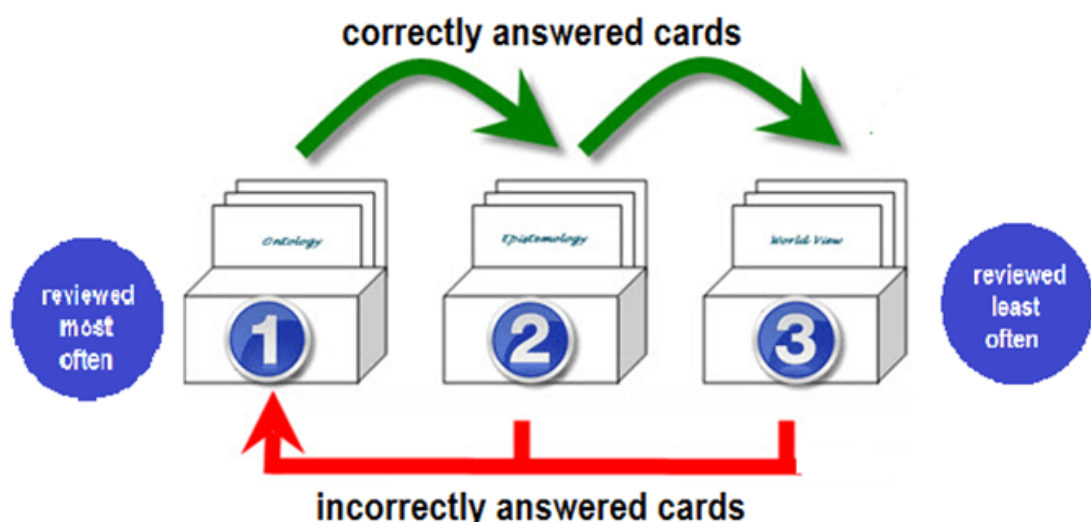 correctly answered cards
Ontology
Epistemology
World View
reviewed
most
often
1
2
3
reviewed
least
often
incorrectly answered cards